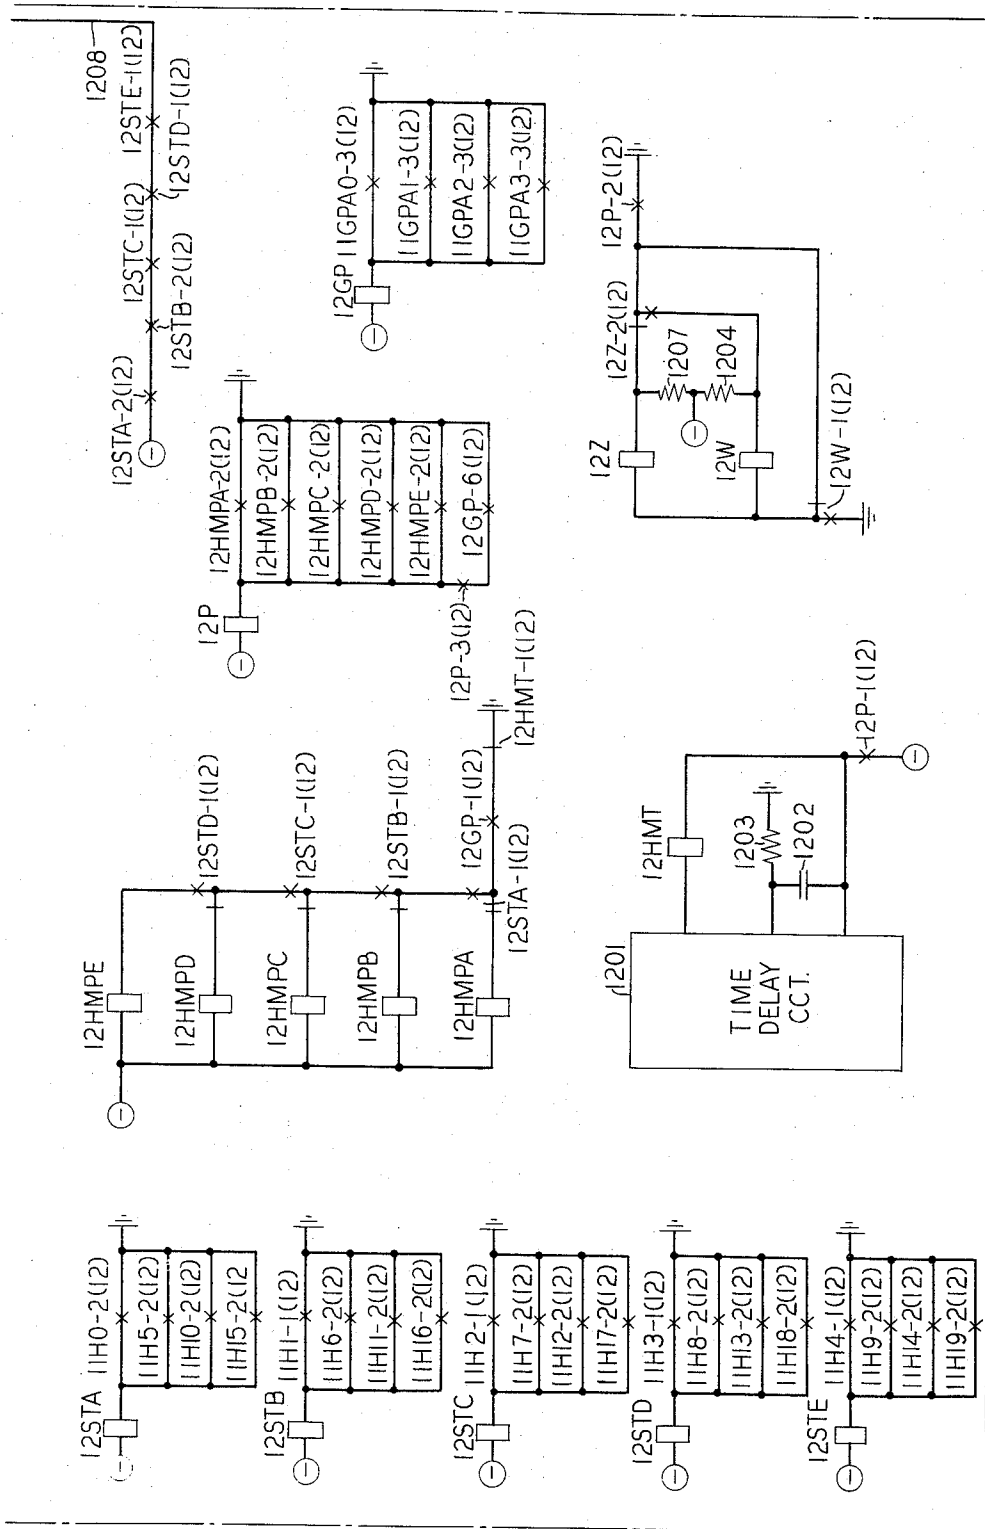 1208
12STE-1(12)
12STD-1(12)
12STC-1(12)
12STB-2(12)
12STA-2(12)
12GP
11GPA0-3(12)
11GPA1-3(12)
11GPA2-3(12)
11GPA3-3(12)
12P
12HMPA-2(12)
12HMPB-2(12)
12HMPC-2(12)
12HMPD-2(12)
12HMPE-2(12)
12GP-6(12)
12P-3(12)
12P-2(12)
12Z-2(12)
1207
1204
12Z
12W
12W-1(12)
12HMPE
12HMPD
12HMPC
12HMPB
12HMPA
12STD-1(12)
12STC-1(12)
12STB-1(12)
12GP-1(12)
12STA-1(12)
12HMT-1(12)
12HMT
1203
1202
12P-1(12)
1201
TIME
DELAY
CCT.
12STA
11H0-2(12)
11H5-2(12)
11H10-2(12)
11H15-2(12
12STB
11H1-1(12)
11H6-2(12)
11H11-2(12)
11H16-2(12)
12STC
11H2-1(12)
11H7-2(12)
11H12-2(12)
11H17-2(12)
12STD
11H3-1(12)
11H8-2(12)
11H13-2(12)
11H18-2(12)
12STE
11H4-1(12)
11H9-2(12)
11H14-2(12)
11H19-2(12)